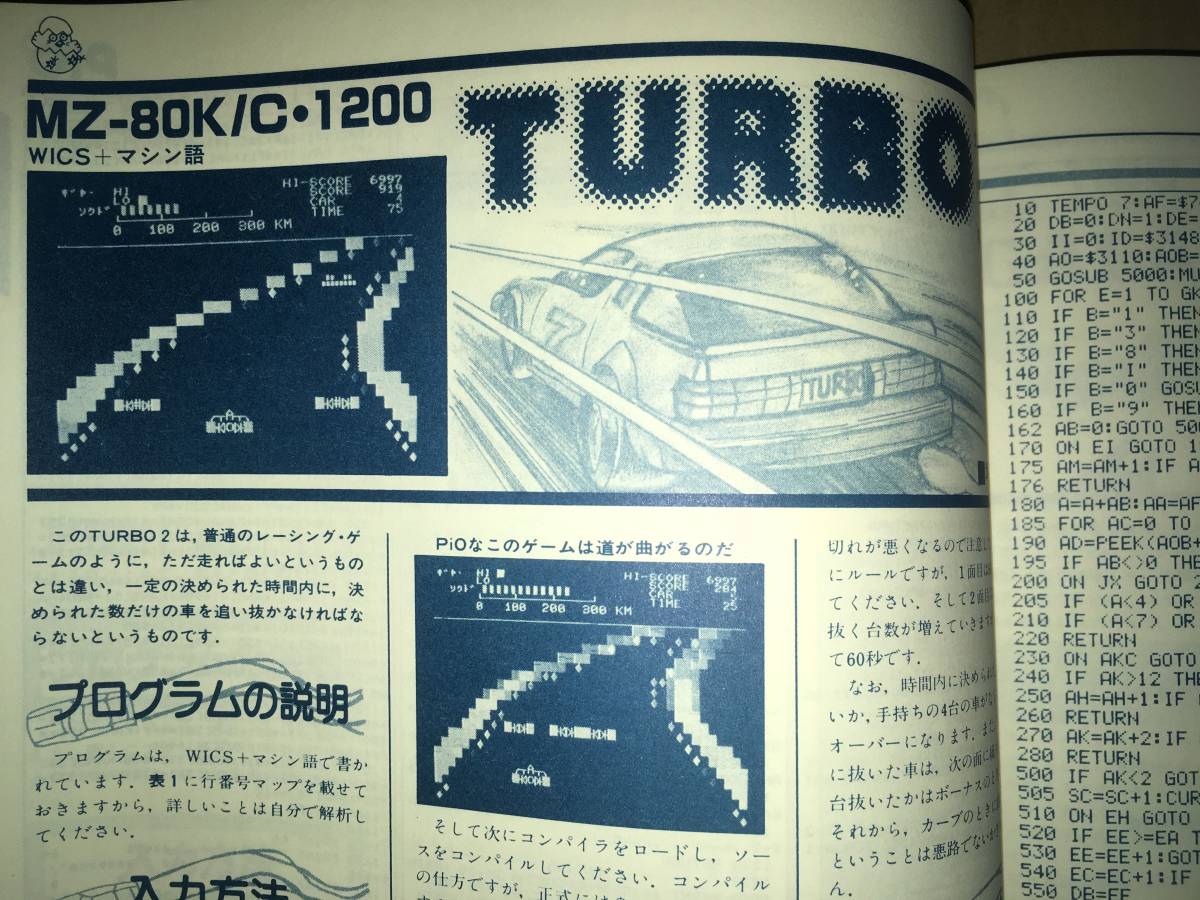 MZ-80K/C・1200
WICS＋マシン語
TURBO
ギヤ- HI
LO
サウンド
0 100 200 300 KM
HI-SCORE 6997
SCORE 919
CAR 4
TIME 75
7
TURBO
このTURBO 2 は，普通のレーシング・ゲ
ームのように，ただ走ればよいというもの
とは違い，一定の決められた時間内に，決
められた数だけの車を追い抜かなければな
らないというものです．
プログラムの説明
プログラムは，WICS＋マシン語で書か
れています．表１に行番号マップを載せて
おきますから，詳しいことは自分で解析し
てください．
入力方法
PiOなこのゲームは道が曲がるのだ
ギヤ- HI
LO
サウンド
0 100 200 300 KM
HI-SCORE
SCORE
CAR 5
TIME 25
そして次にコンパイラをロードし，ソー
スをコンパイルしてください．コンパイル
の仕方ですが，正式には
切れが悪くなるので注意し
にルールですが，1面目は
てください．そして2面目
抜く台数が増えていきます
て60秒です．
なお，時間内に決められ
いか，手持ちの4台の車が
オーバーになります．また
に抜いた車は，次の面に
台抜いたかはボーナスの
それから，カーブのときに
ということは悪路でない
ん．
10 TEMPO 7:AF=$7
20 DB=0:DN=1:DE=
30 II=0:ID=$3148
40 AO=$3110:AOB=
50 GOSUB 5000:MU
100 FOR E=1 TO GK
110 IF B="1" THEN
120 IF B="3" THEN
130 IF B="8" THEN
140 IF B="I" THEN
150 IF B="0" GOSU
160 IF B="9" THE
162 AB=0:GOTO 500
170 ON EI GOTO 1
175 AM=AM+1:IF A
176 RETURN
180 A=A+AB:AA=AF
185 FOR AC=0 TO
190 AD=PEEK(AOB+
195 IF AB<>0 THE
200 ON JX GOTO 2
205 IF (A<4) OR
210 IF (A<7) OR
220 RETURN
230 ON AKC GOTO
240 IF AK>12 THE
250 AH=AH+1:IF
260 RETURN
270 AK=AK+2:IF
280 RETURN
500 IF AK<2 GOT
505 SC=SC+1:CUR
510 ON EH GOTO
520 IF EE>=EA T
530 EE=EE+1:GOT
540 EC=EC+1:IF
550 DB=EE